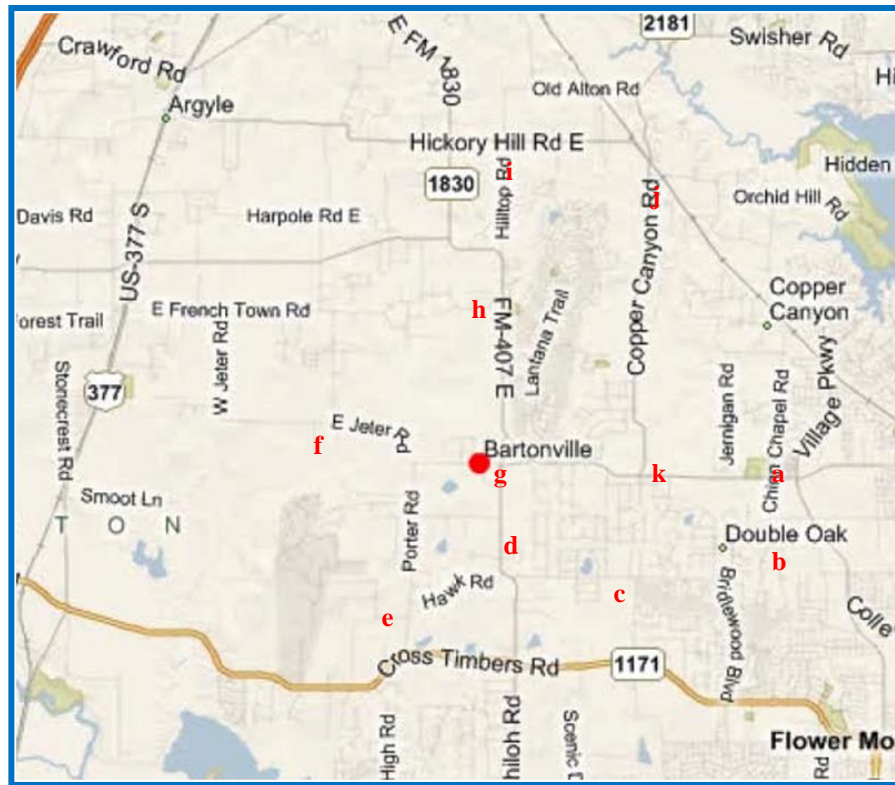 2181
Swisher Rd
E FM 1830
Crawford Rd
Old Alton Rd
Hi
Argyle
Hickory Hill Rd E
Hidden
i
1830
Hilltop Rd
j
Orchid Hill Rd
Davis Rd
Harpole Rd E
US-377 S
Copper Canyon Rd
Copper
Canyon
E French Town Rd
h
FM-407 E
Lantana Trail
orest Trail
W Jeter Rd
Stonecrest Rd
377
Jernigan Rd
Chinn Chapel Rd
Village Pkwy
E Jeter Rd
f
Bartonville
g
k
a
Smoot Ln
T O N
Porter Rd
d
Double Oak
b
Hawk Rd
c
Bridlewood Blvd
e
Colle
Cross Timbers Rd
1171
High Rd
hiloh Rd
Scenic D
Flower Mo
Rd